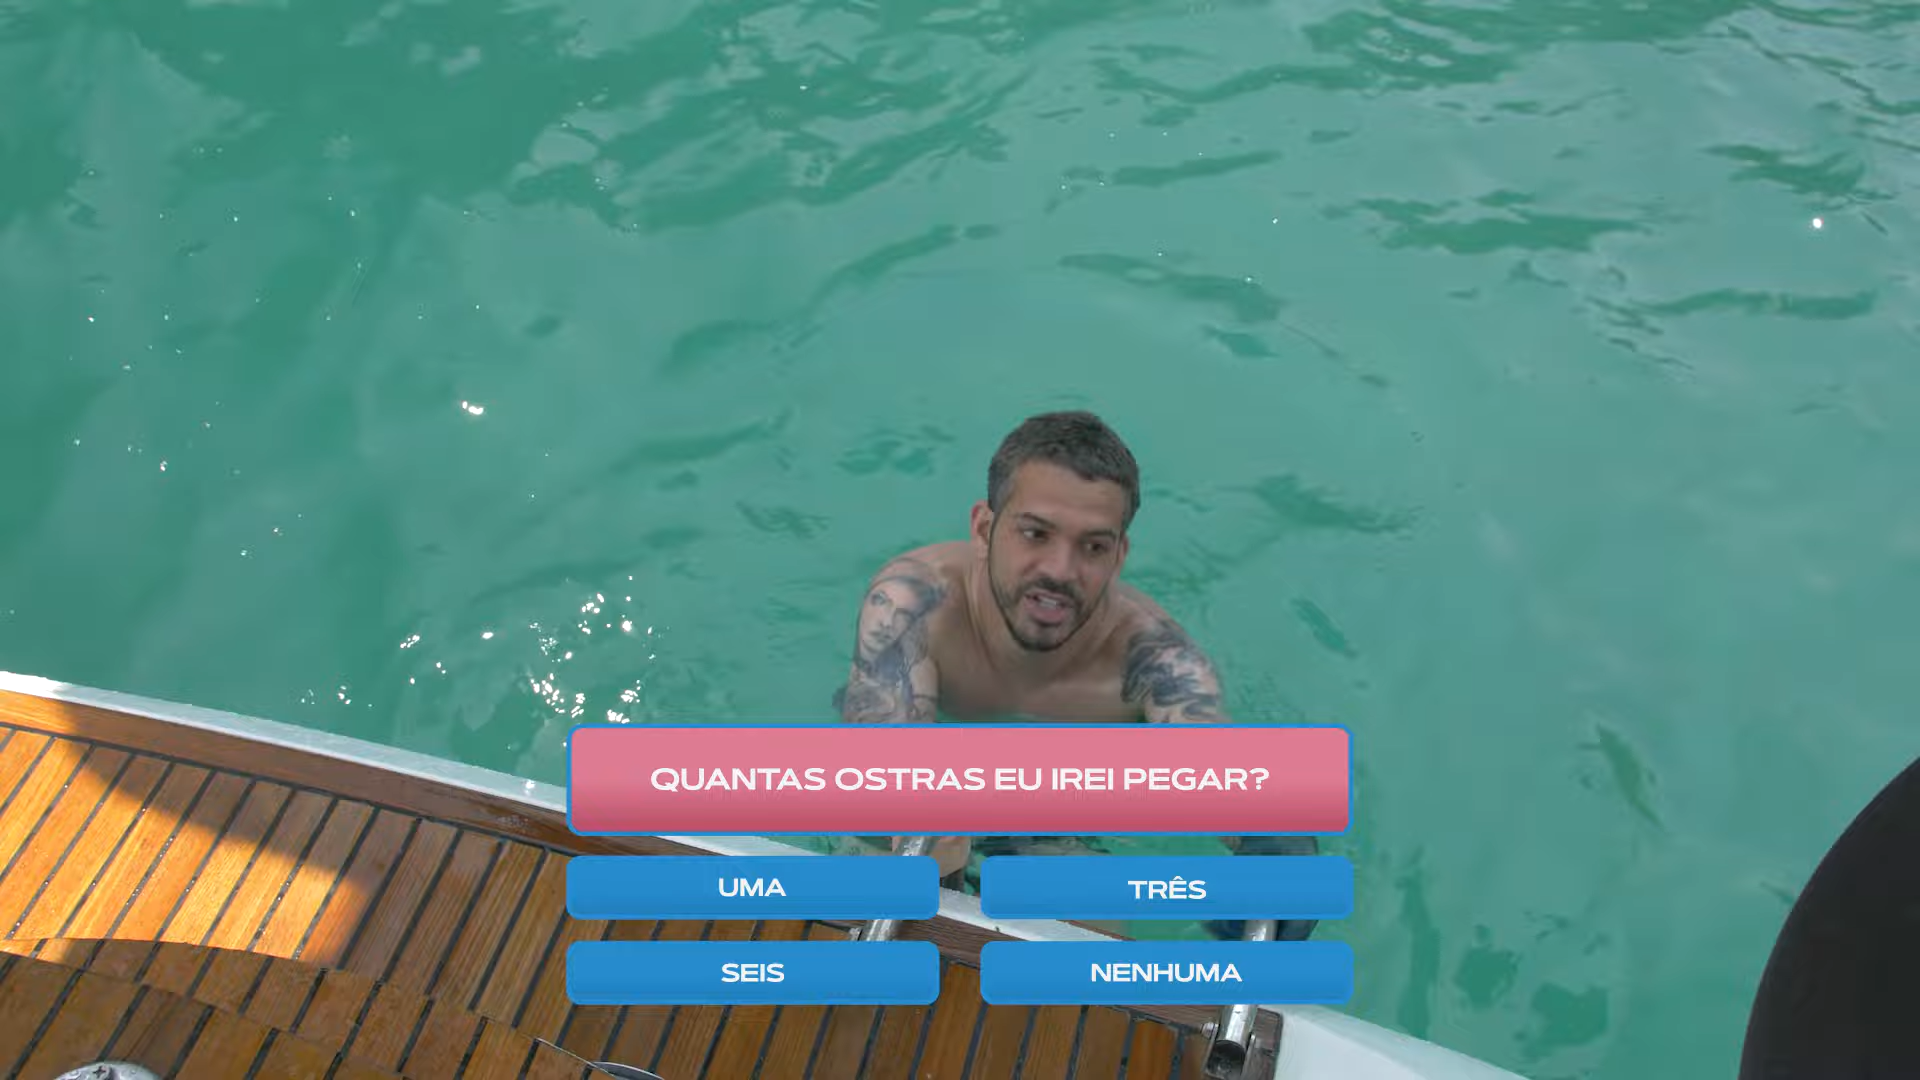 QUANTAS OSTRAS EU IREI PEGAR?
UMA
TRÊS
SEIS
NENHUMA